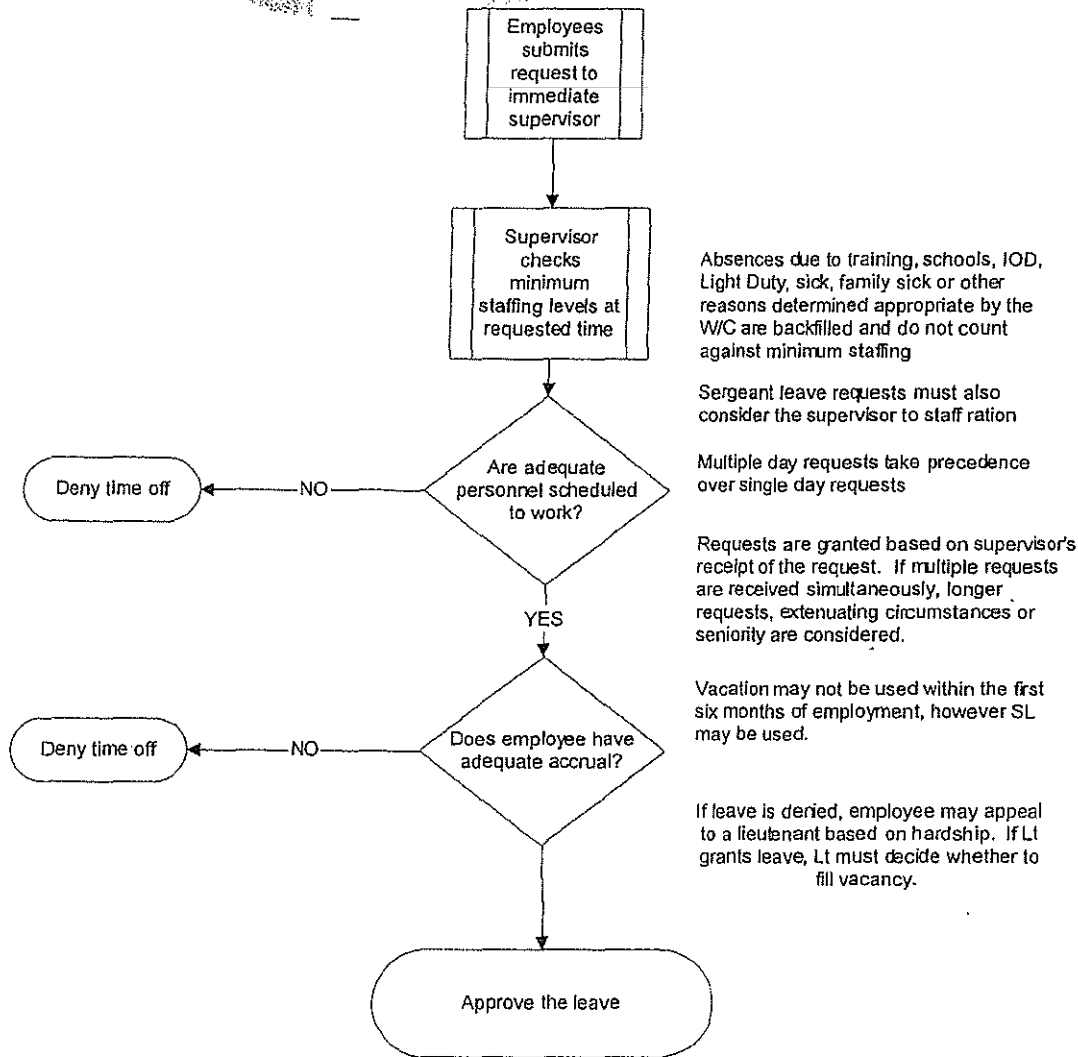 Employees
submits
request to
immediate
supervisor
Supervisor
checks
minimum
staffing levels at
requested time
Absences due to training, schools, IOD,
Light Duty, sick, family sick or other
reasons determined appropriate by the
W/C are backfilled and do not count
against minimum staffing
Sergeant leave requests must also
consider the supervisor to staff ration
Multiple day requests take precedence
over single day requests
Are adequate
personnel scheduled
to work?
NO
Deny time off
Requests are granted based on supervisor's
receipt of the request. If multiple requests
are received simultaneously, longer
requests, extenuating circumstances or
seniority are considered.
YES
Vacation may not be used within the first
six months of employment, however SL
may be used.
Does employee have
adequate accrual?
NO
Deny time off
If leave is denied, employee may appeal
to a lieutenant based on hardship. If Lt
grants leave, Lt must decide whether to
fill vacancy.
Approve the leave